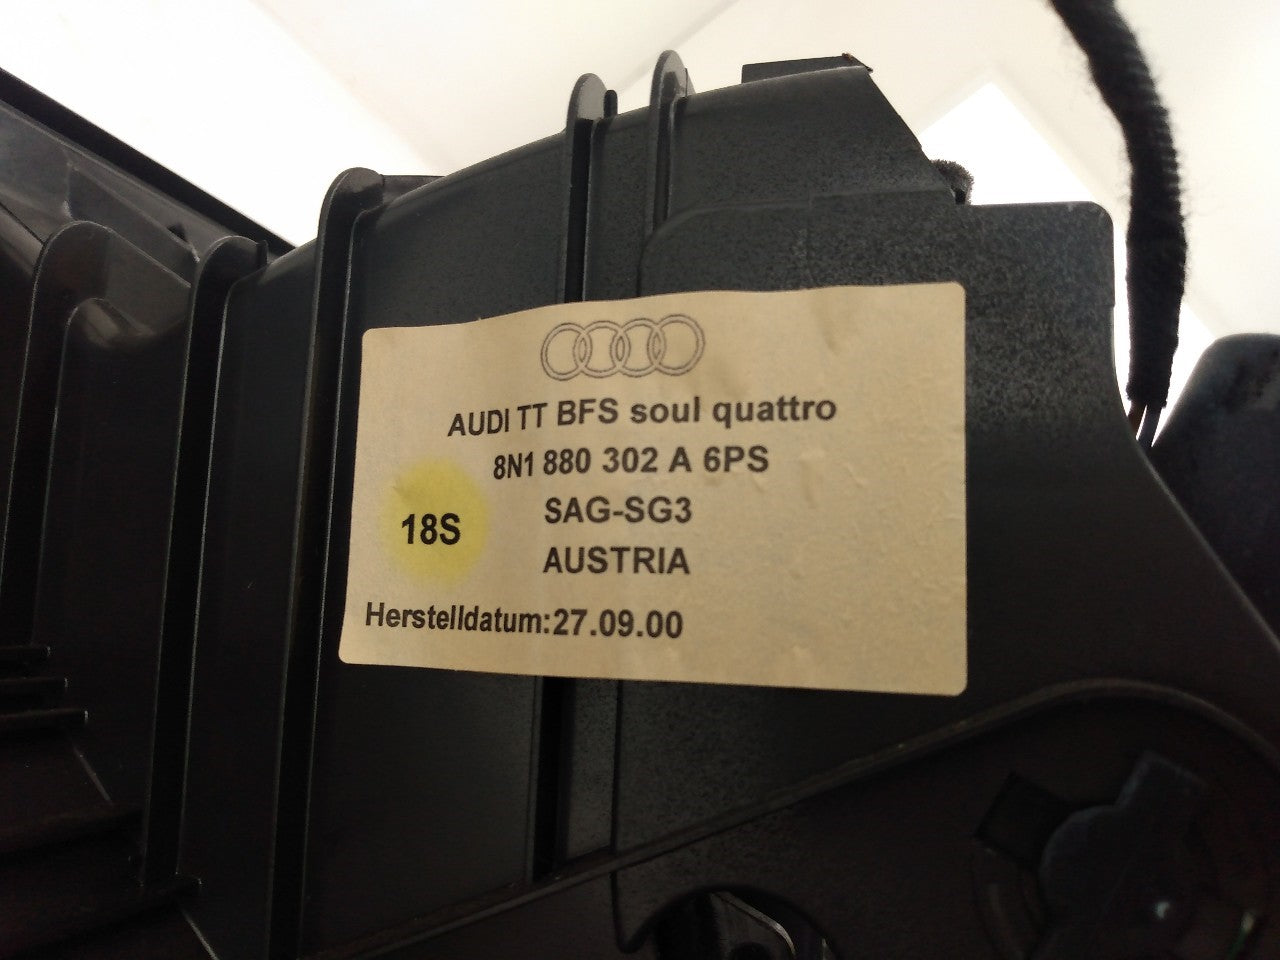 AUDI TT BFS soul quattro
8N1 880 302 A 6PS
SAG-SG3
18S
AUSTRIA
Herstelldatum:27.09.00